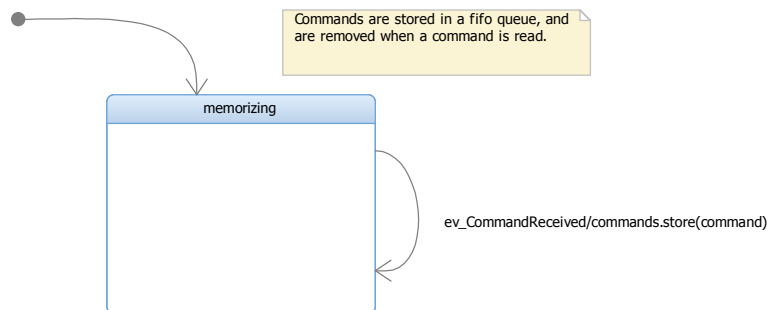 Commands are stored in a fifo queue, and
are removed when a command is read.
memorizing
ev_CommandReceived/commands.store(command)